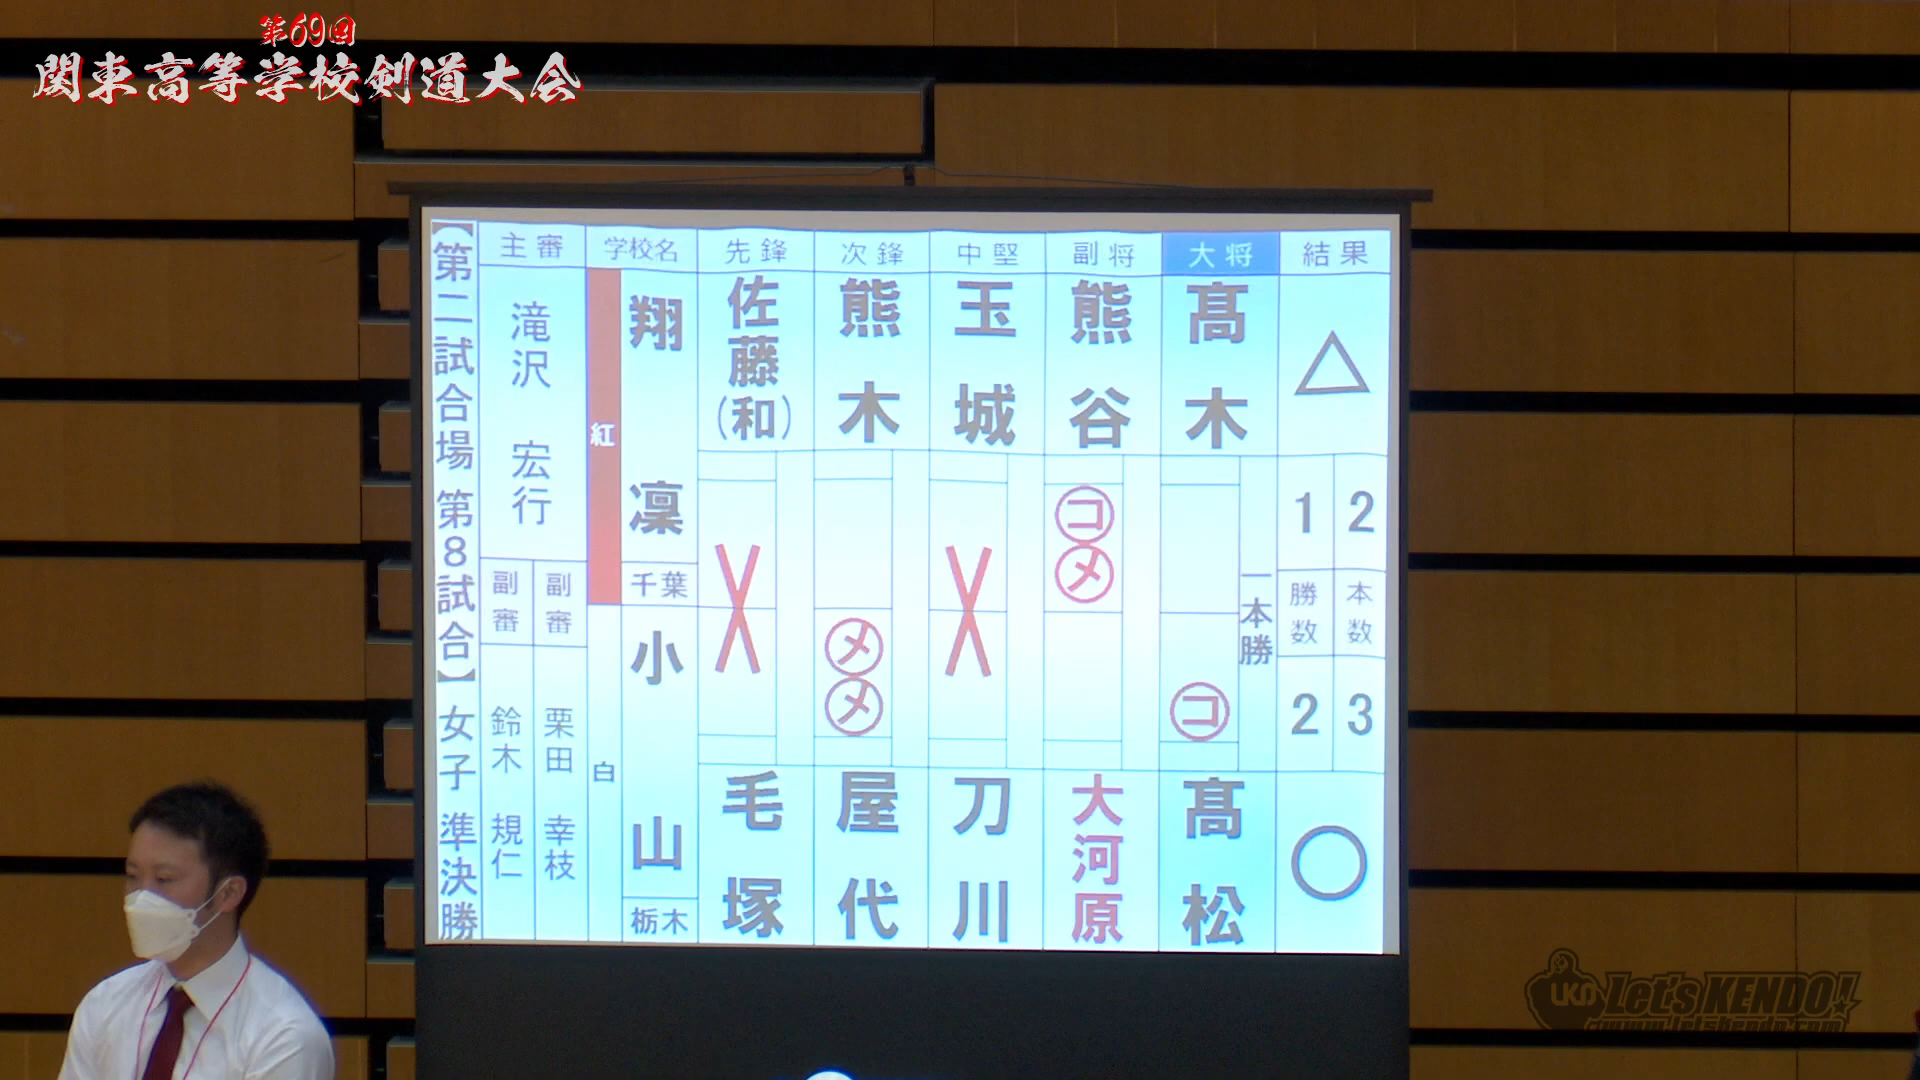 第69回
関東高等学校剣道大会
【第二試合場 第8試合】女子 準決勝
主審
学校名
先鋒
次鋒
中堅
副将
大将
結果
滝沢 宏行
紅
翔凜
千葉
佐藤(和)
熊木
玉城
熊谷
髙木
△
コ
メ
1
2
副審
副審
一本勝
勝数
本数
メ
メ
コ
2
3
鈴木 規仁
栗田 幸枝
白
小山
栃木
毛塚
屋代
刀川
大河原
髙松
○
UKD
Let's KENDO!
www.letskendo.com